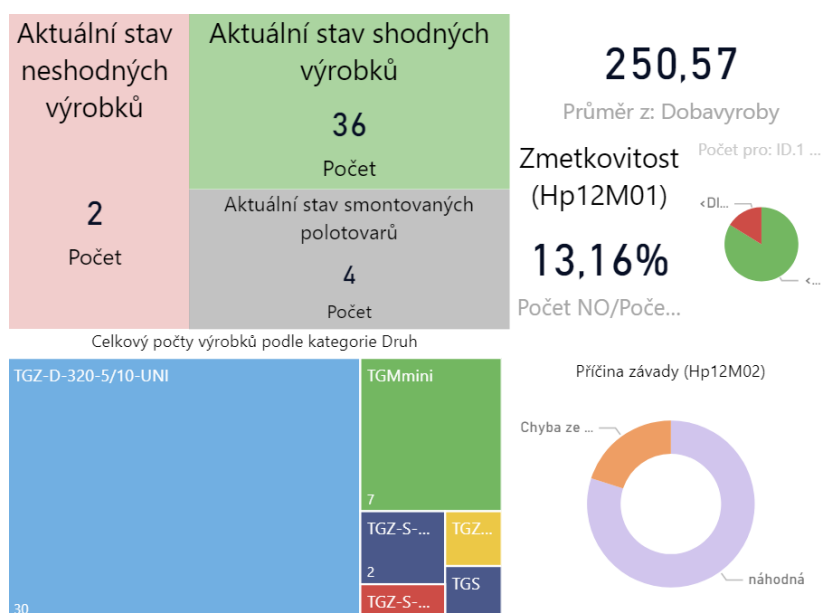 Aktuální stav
neshodných
výrobků
2
Počet
Aktuální stav shodných
výrobků
36
Počet
Aktuální stav smontovaných
polotovarů
4
Počet
250,57
Průměr z: Dobavyroby
Zmetkovitost
(Hp12M01)
13,16%
Počet NO/Poče...
Počet pro: ID.1 ...
<DI...
<...
Celkový počty výrobků podle kategorie Druh
TGZ-D-320-5/10-UNI
30
TGMmini
7
TGZ-S-...
2
TGZ...
TGZ-S-...
TGS
Příčina závady (Hp12M02)
Chyba ze ...
náhodná